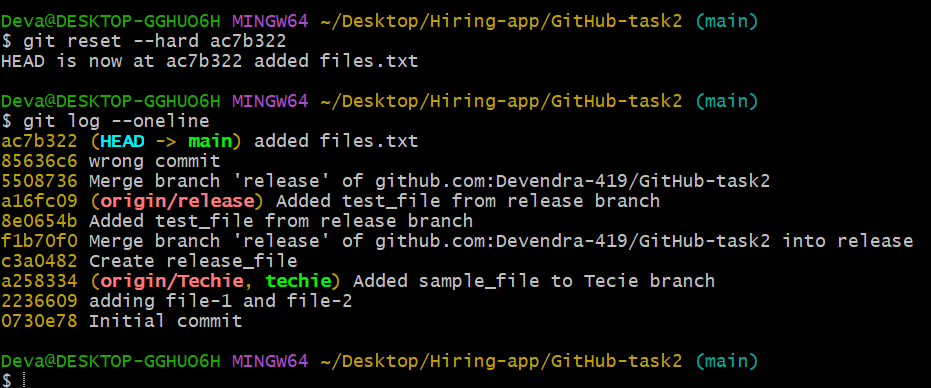 Deva@DESKTOP-GGHUO6H MINGW64 ~/Desktop/Hiring-app/GitHub-task2 (main)
$ git reset --hard ac7b322
HEAD is now at ac7b322 added files.txt
Deva@DESKTOP-GGHUO6H MINGW64 ~/Desktop/Hiring-app/GitHub-task2 (main)
$ git log --oneline
ac7b322 (HEAD -> main) added files.txt
85636c6 wrong commit
5508736 Merge branch 'release' of github.com:Devendra-419/GitHub-task2
a16fc09 (origin/release) Added test_file from release branch
8e0654b Added test_file from release branch
f1b70f0 Merge branch 'release' of github.com:Devendra-419/GitHub-task2 into release
c3a0482 Create release_file
a258334 (origin/Techie, techie) Added sample_file to Tecie branch
2236609 adding file-1 and file-2
0730e78 Initial commit
Deva@DESKTOP-GGHUO6H MINGW64 ~/Desktop/Hiring-app/GitHub-task2 (main)
$